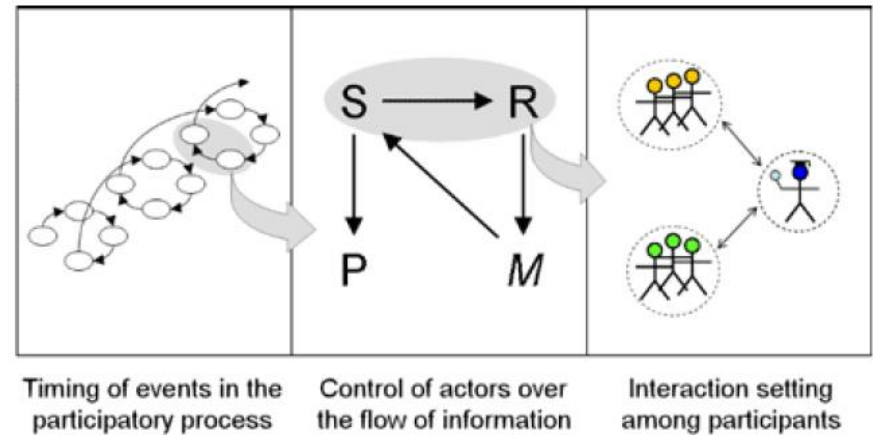 S R
P M
Timing of events in the
participatory process
Control of actors over
the flow of information
Interaction setting
among participants